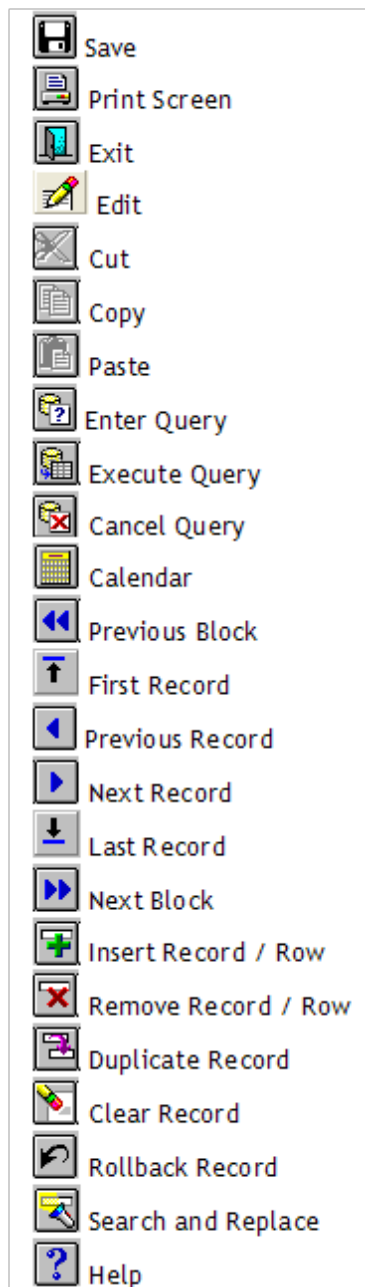 Save
Print Screen
Exit
Edit
Cut
Copy
Paste
Enter Query
Execute Query
Cancel Query
Calendar
Previous Block
First Record
Previous Record
Next Record
Last Record
Next Block
Insert Record / Row
Remove Record / Row
Duplicate Record
Clear Record
Rollback Record
Search and Replace
? Help